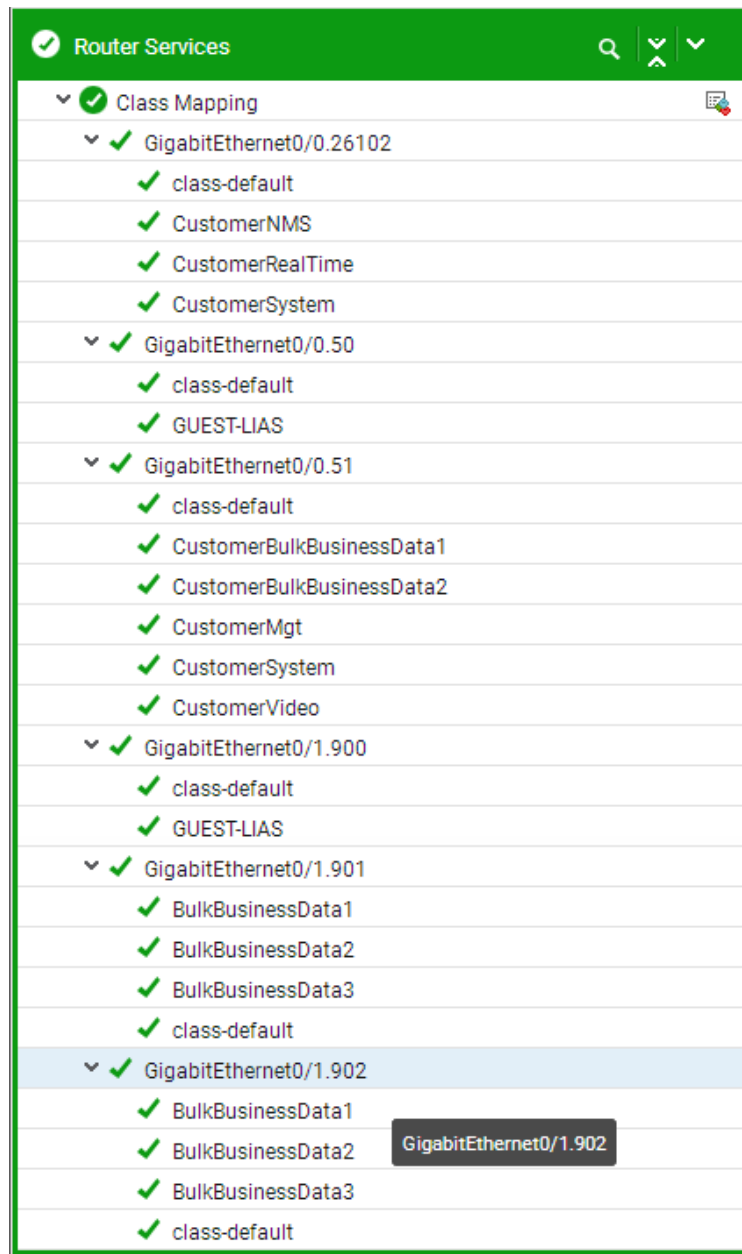 Router Services
Class Mapping
GigabitEthernet0/0.26102
class-default
CustomerNMS
CustomerRealTime
CustomerSystem
GigabitEthernet0/0.50
class-default
GUEST-LIAS
GigabitEthernet0/0.51
class-default
CustomerBulkBusinessData1
CustomerBulkBusinessData2
CustomerMgt
CustomerSystem
CustomerVideo
GigabitEthernet0/1.900
class-default
GUEST-LIAS
GigabitEthernet0/1.901
BulkBusinessData1
BulkBusinessData2
BulkBusinessData3
class-default
GigabitEthernet0/1.902
BulkBusinessData1
BulkBusinessData2
GigabitEthernet0/1.902
BulkBusinessData3
class-default